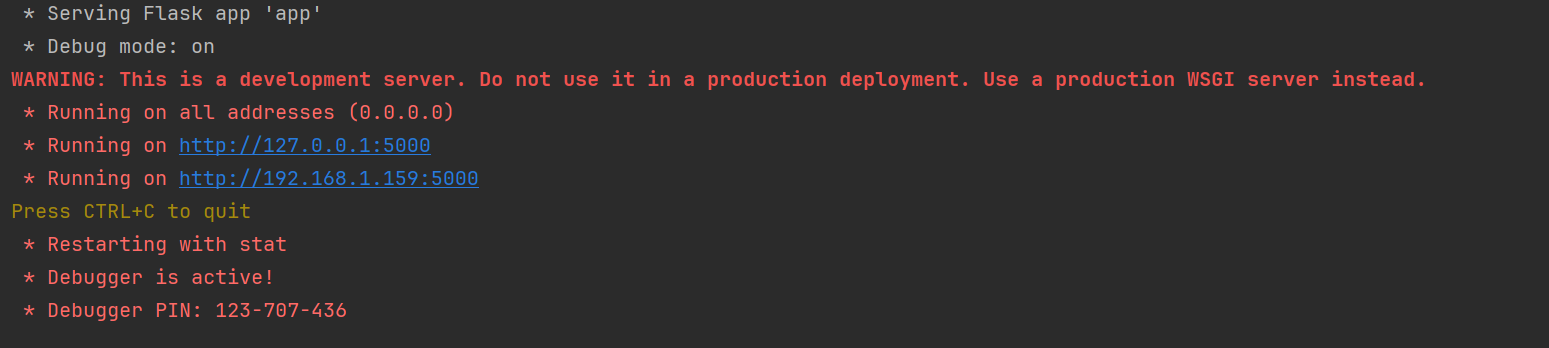 * Serving Flask app 'app'
* Debug mode: on
WARNING: This is a development server. Do not use it in a production deployment. Use a production WSGI server instead.
* Running on all addresses (0.0.0.0)
* Running on http://127.0.0.1:5000
* Running on http://192.168.1.159:5000
Press CTRL+C to quit
* Restarting with stat
* Debugger is active!
* Debugger PIN: 123-707-436